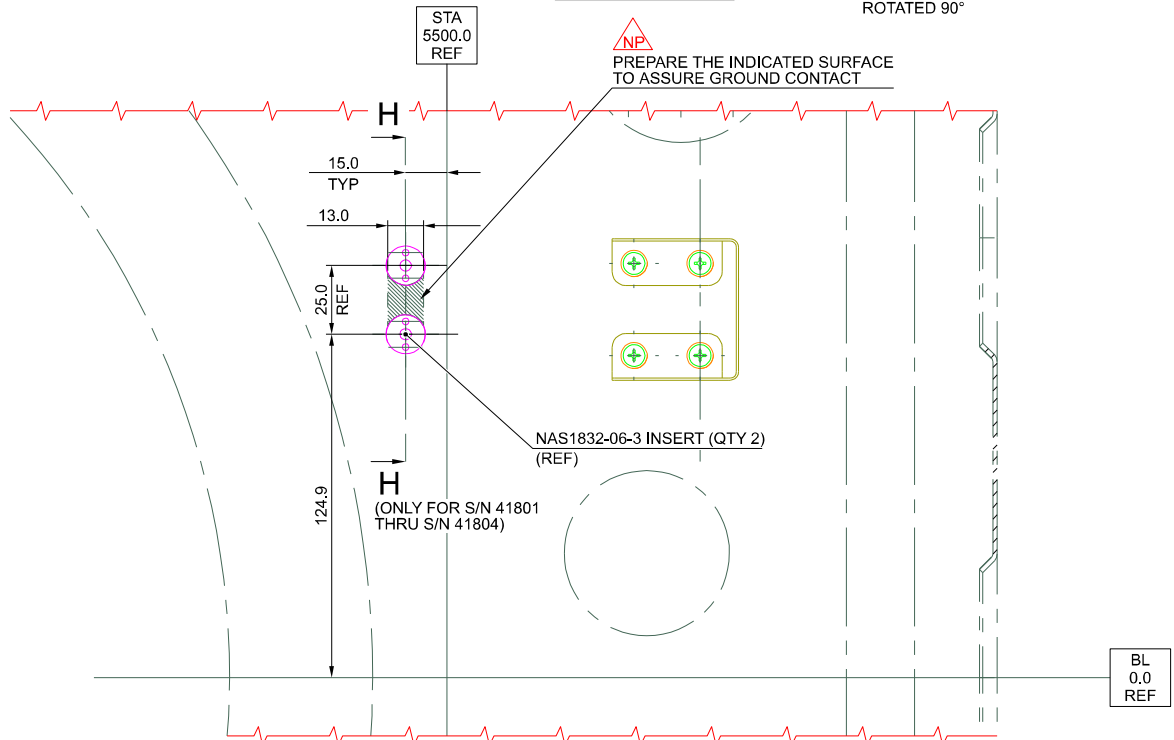 ROTATED 90°
STA
5500.0
REF
NP
PREPARE THE INDICATED SURFACE
TO ASSURE GROUND CONTACT
H
15.0
TYP
13.0
25.0
REF
NAS1832-06-3 INSERT (QTY 2)
(REF)
H
(ONLY FOR S/N 41801
THRU S/N 41804)
124.9
BL
0.0
REF